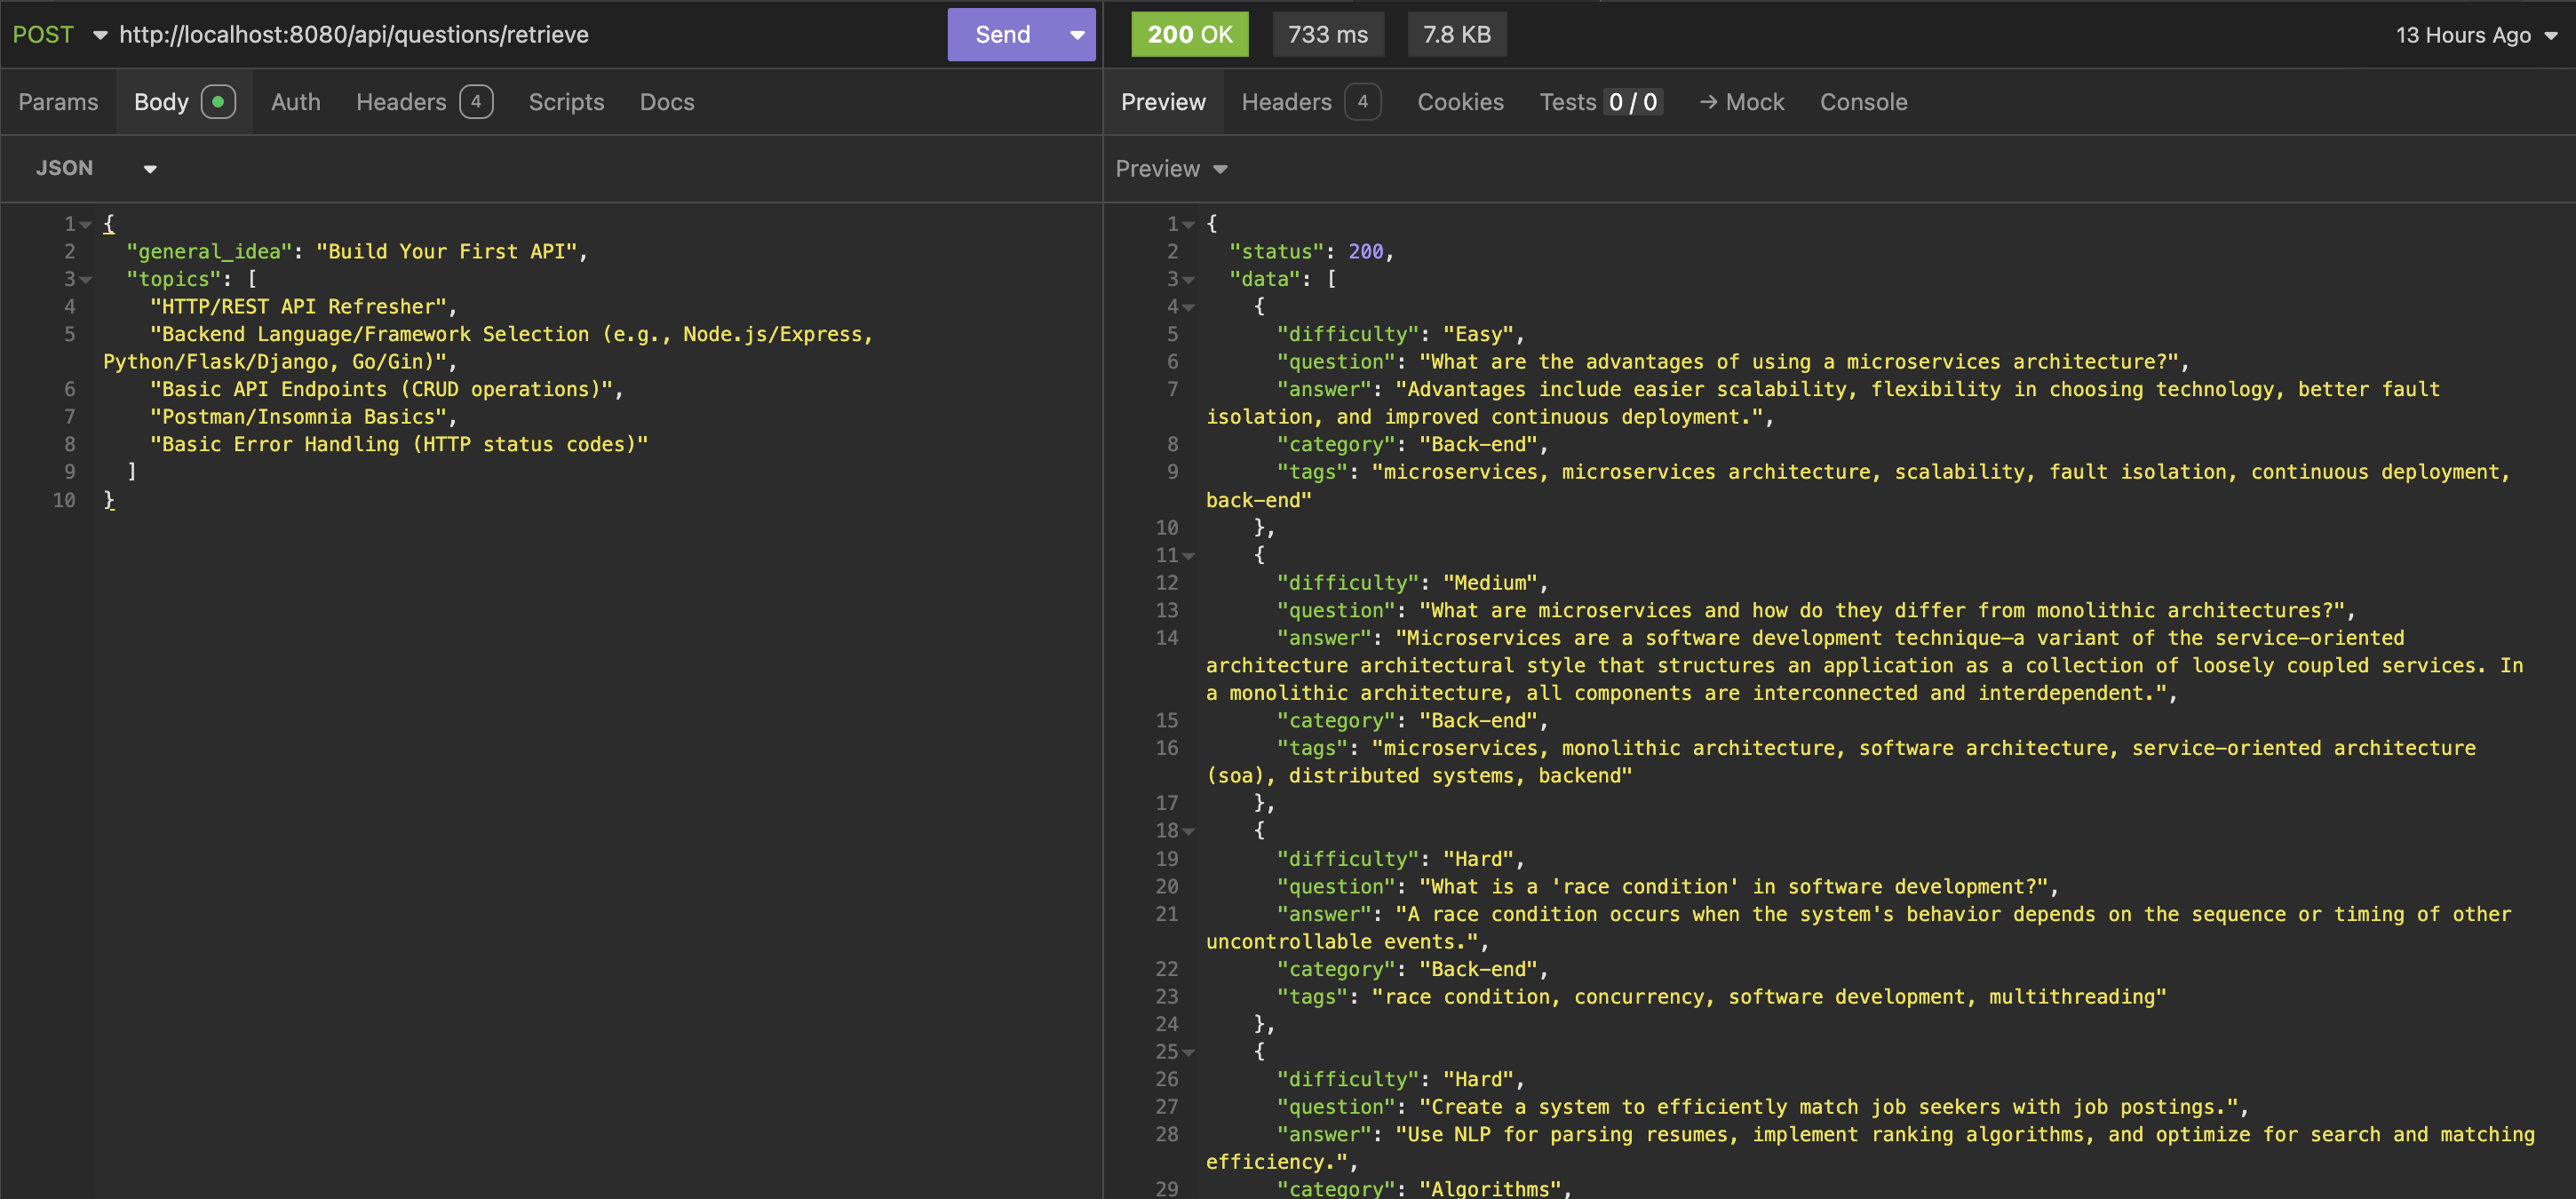 POST http://localhost:8080/api/questions/retrieve Send
Params Body Auth Headers 4 Scripts Docs
JSON
1 {
2 "general_idea": "Build Your First API",
3 "topics": [
4 "HTTP/REST API Refresher",
5 "Backend Language/Framework Selection (e.g., Node.js/Express,
Python/Flask/Django, Go/Gin)",
6 "Basic API Endpoints (CRUD operations)",
7 "Postman/Insomnia Basics",
8 "Basic Error Handling (HTTP status codes)"
9 ]
10 }
200 OK 733 ms 7.8 KB 13 Hours Ago
Preview Headers 4 Cookies Tests 0 / 0 → Mock Console
Preview
1 {
2 "status": 200,
3 "data": [
4 {
5 "difficulty": "Easy",
6 "question": "What are the advantages of using a microservices architecture?",
7 "answer": "Advantages include easier scalability, flexibility in choosing technology, better fault
isolation, and improved continuous deployment.",
8 "category": "Back-end",
9 "tags": "microservices, microservices architecture, scalability, fault isolation, continuous deployment,
back-end"
10 },
11 {
12 "difficulty": "Medium",
13 "question": "What are microservices and how do they differ from monolithic architectures?",
14 "answer": "Microservices are a software development technique—a variant of the service-oriented
architecture architectural style that structures an application as a collection of loosely coupled services. In
a monolithic architecture, all components are interconnected and interdependent.",
15 "category": "Back-end",
16 "tags": "microservices, monolithic architecture, software architecture, service-oriented architecture
(soa), distributed systems, backend"
17 },
18 {
19 "difficulty": "Hard",
20 "question": "What is a 'race condition' in software development?",
21 "answer": "A race condition occurs when the system's behavior depends on the sequence or timing of other
uncontrollable events.",
22 "category": "Back-end",
23 "tags": "race condition, concurrency, software development, multithreading"
24 },
25 {
26 "difficulty": "Hard",
27 "question": "Create a system to efficiently match job seekers with job postings.",
28 "answer": "Use NLP for parsing resumes, implement ranking algorithms, and optimize for search and matching
efficiency.",
29 "category": "Algorithms",